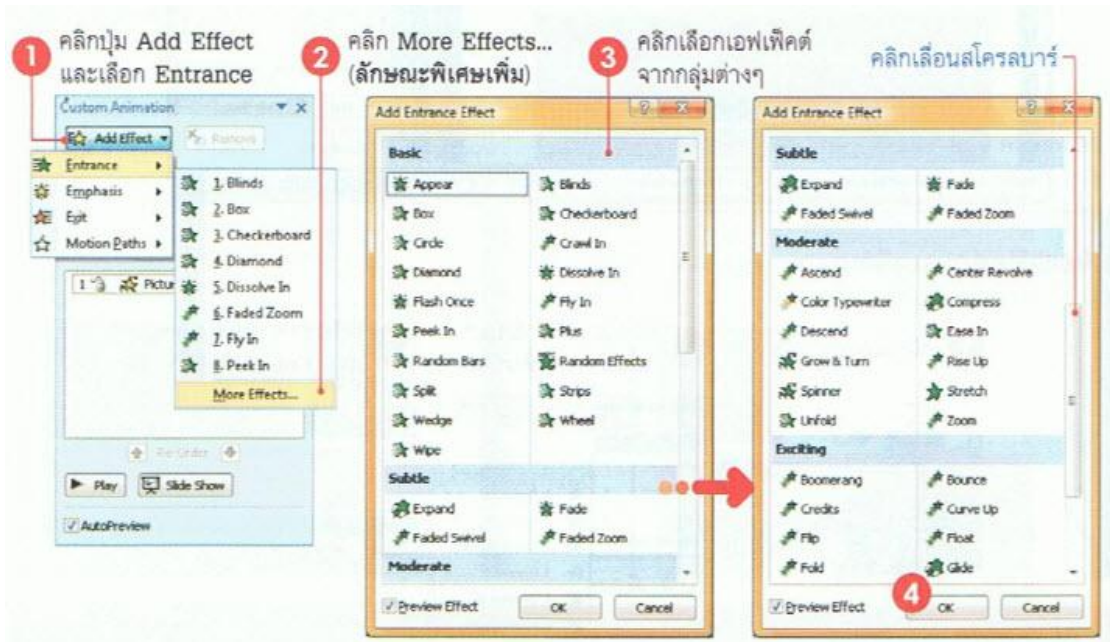 1
คลิกปุ่ม Add Effect
และเลือก Entrance
2
คลิก More Effects...
(ลักษณะพิเศษเพิ่ม)
3
คลิกเลือกเอฟเฟ็คต์
จากกลุ่มต่างๆ
คลิกเลื่อนสโครลบาร์
Custom Animation
Add Effect
Remove
Entrance
Emphasis
Exit
Motion Paths
1. Blinds
2. Box
3. Checkerboard
4. Diamond
5. Dissolve In
6. Faded Zoom
7. Fly In
8. Peek In
More Effects...
1 Pictu
Re-Order
Play Slide Show
AutoPreview
Add Entrance Effect
Basic
Appear Blinds
Box Checkerboard
Circle Crawl In
Diamond Dissolve In
Flash Once Fly In
Peek In Plus
Random Bars Random Effects
Split Strips
Wedge Wheel
Wipe
Subtle
Expand Fade
Faded Swivel Faded Zoom
Moderate
Preview Effect OK Cancel
Add Entrance Effect
Subtle
Expand Fade
Faded Swivel Faded Zoom
Moderate
Ascend Center Revolve
Color Typewriter Compress
Descend Ease In
Grow & Turn Rise Up
Spinner Stretch
Unfold Zoom
Exciting
Boomerang Bounce
Credits Curve Up
Flip Float
Fold Glide
4
Preview Effect OK Cancel